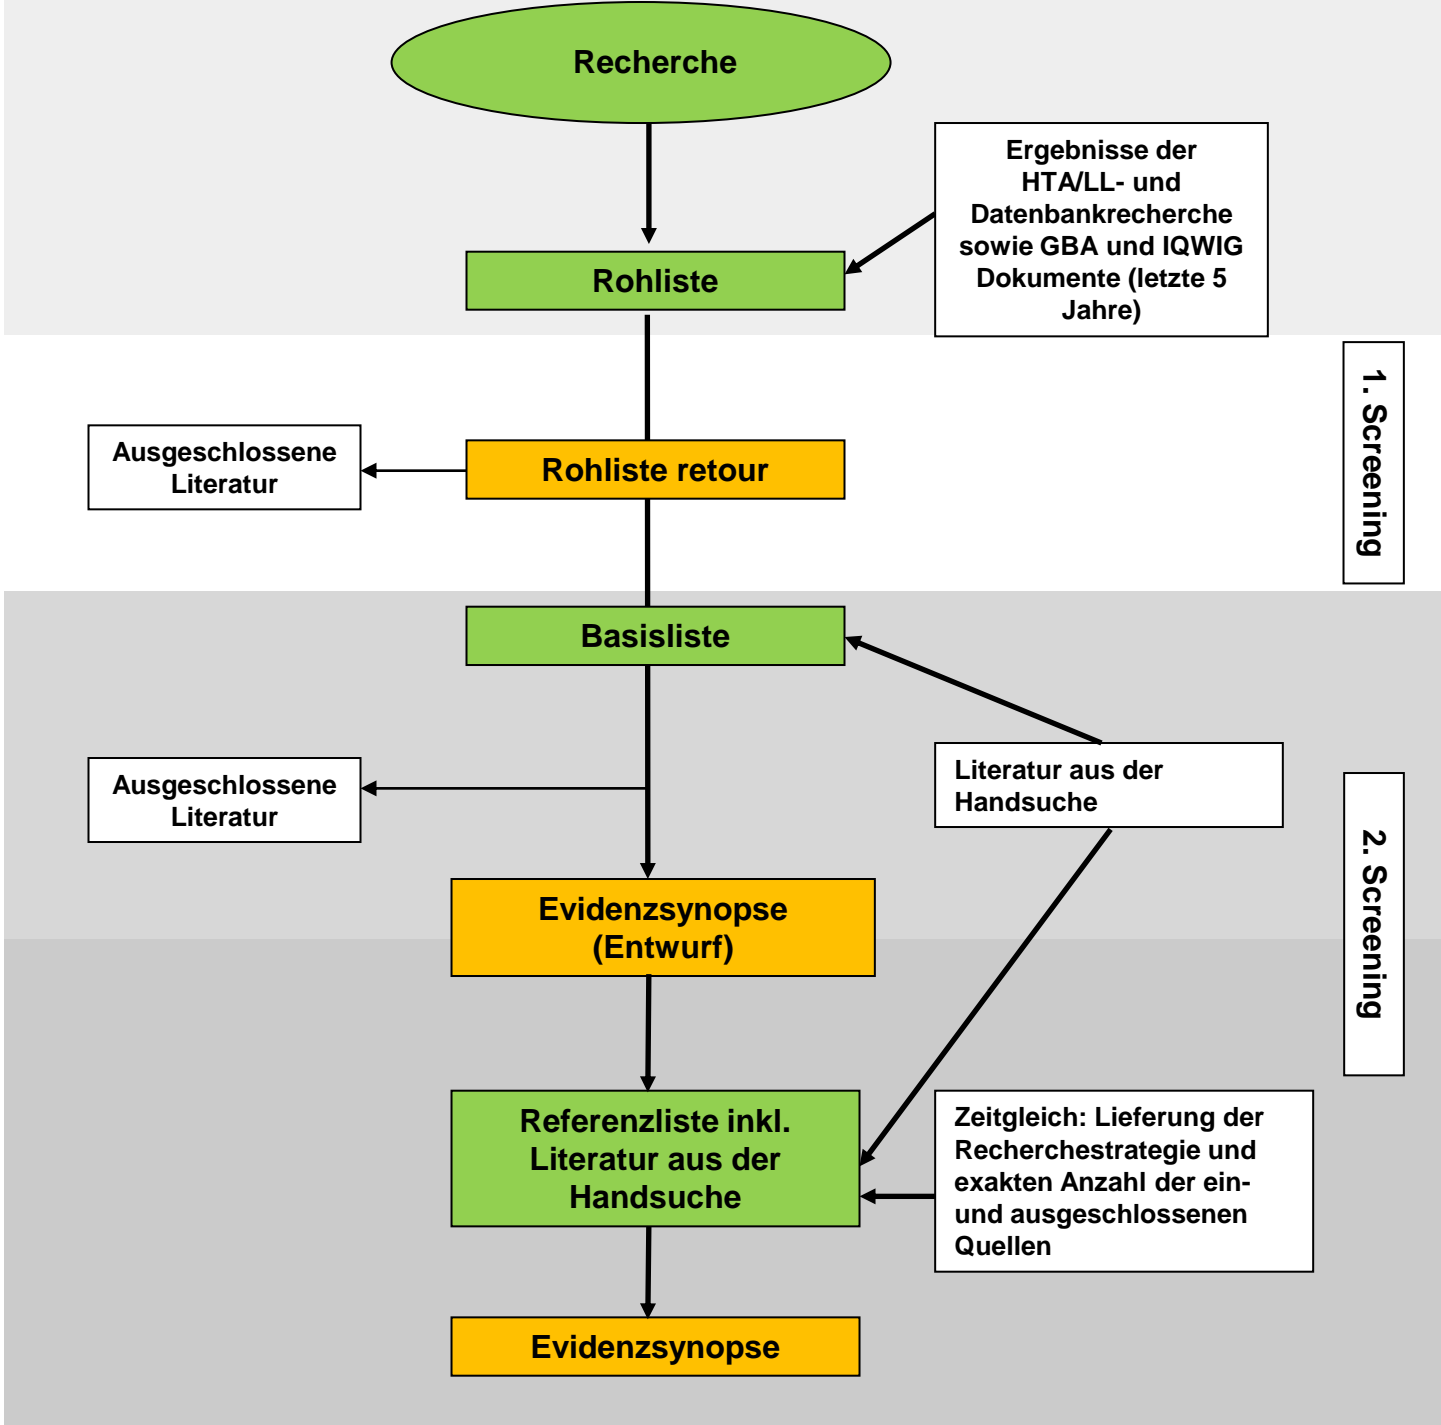 Recherche
Ergebnisse der
HTA/LL- und
Datenbankrecherche
sowie GBA und IQWIG
Dokumente (letzte 5
Jahre)
Rohliste
1. Screening
Ausgeschlossene
Literatur
Rohliste retour
Basisliste
Literatur aus der
Handsuche
Ausgeschlossene
Literatur
2. Screening
Evidenzsynopse
(Entwurf)
Referenzliste inkl.
Literatur aus der
Handsuche
Zeitgleich: Lieferung der
Recherchestrategie und
exakten Anzahl der ein-
und ausgeschlossenen
Quellen
Evidenzsynopse